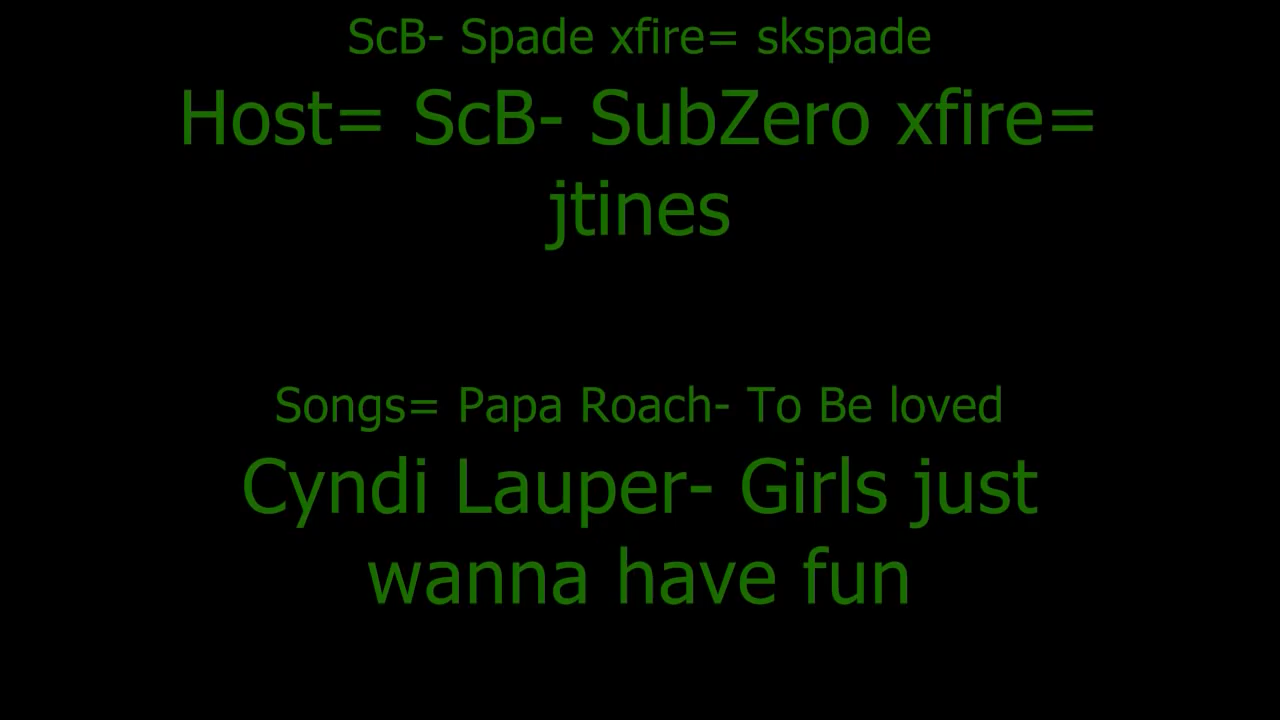 ScB- Spade xfire= skspade
Host= ScB- SubZero xfire=
jtines
Songs= Papa Roach- To Be loved
Cyndi Lauper- Girls just
wanna have fun